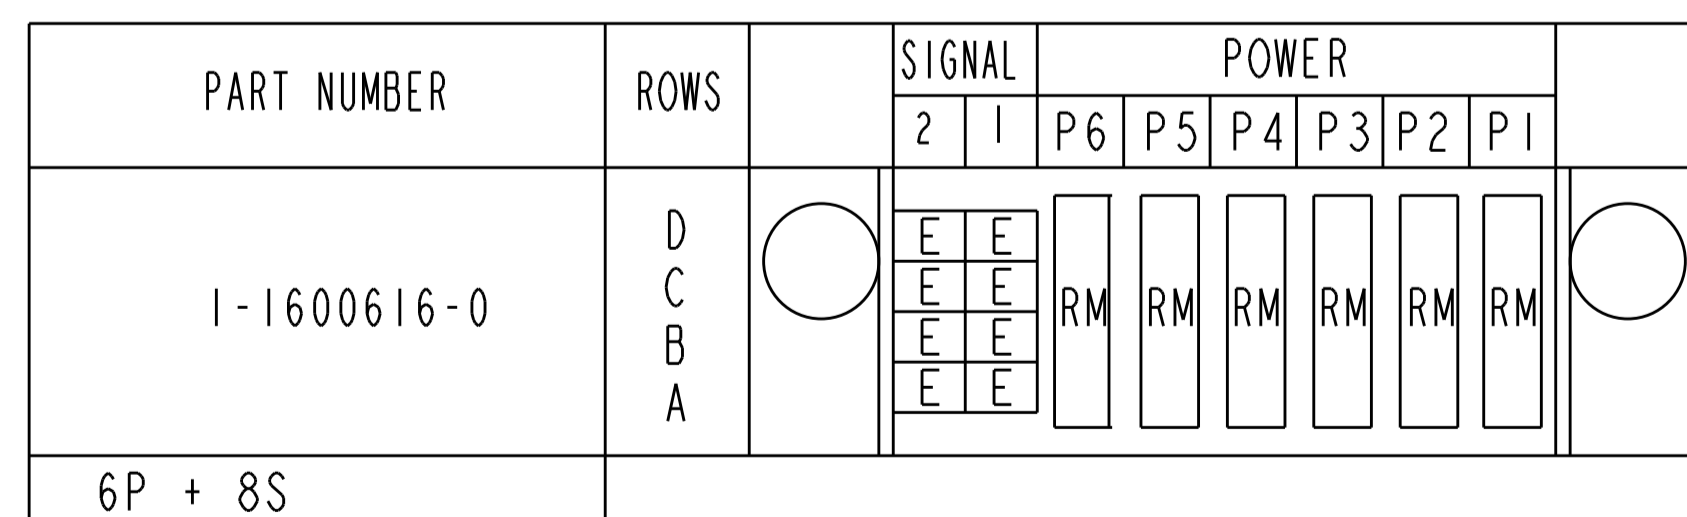 PART NUMBER ROWS SIGNAL POWER
2 1 P6 P5 P4 P3 P2 P1
D E E
C E E
1-1600616-0 RM RM RM RM RM RM
B E E
A E E
6P + 8S